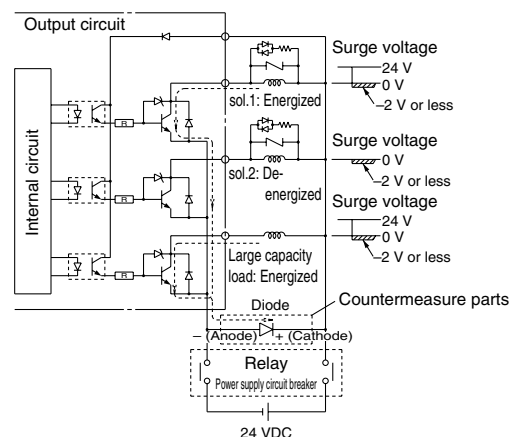 Output circuit
Internal circuit
R
R
R
sol.1: Energized
sol.2: De-
energized
Large capacity
load: Energized
Surge voltage
24 V
0 V
–2 V or less
Surge voltage
0 V
–2 V or less
Surge voltage
24 V
0 V
–2 V or less
Diode
Countermeasure parts
– (Anode)
+ (Cathode)
Relay
Power supply circuit breaker
24 VDC